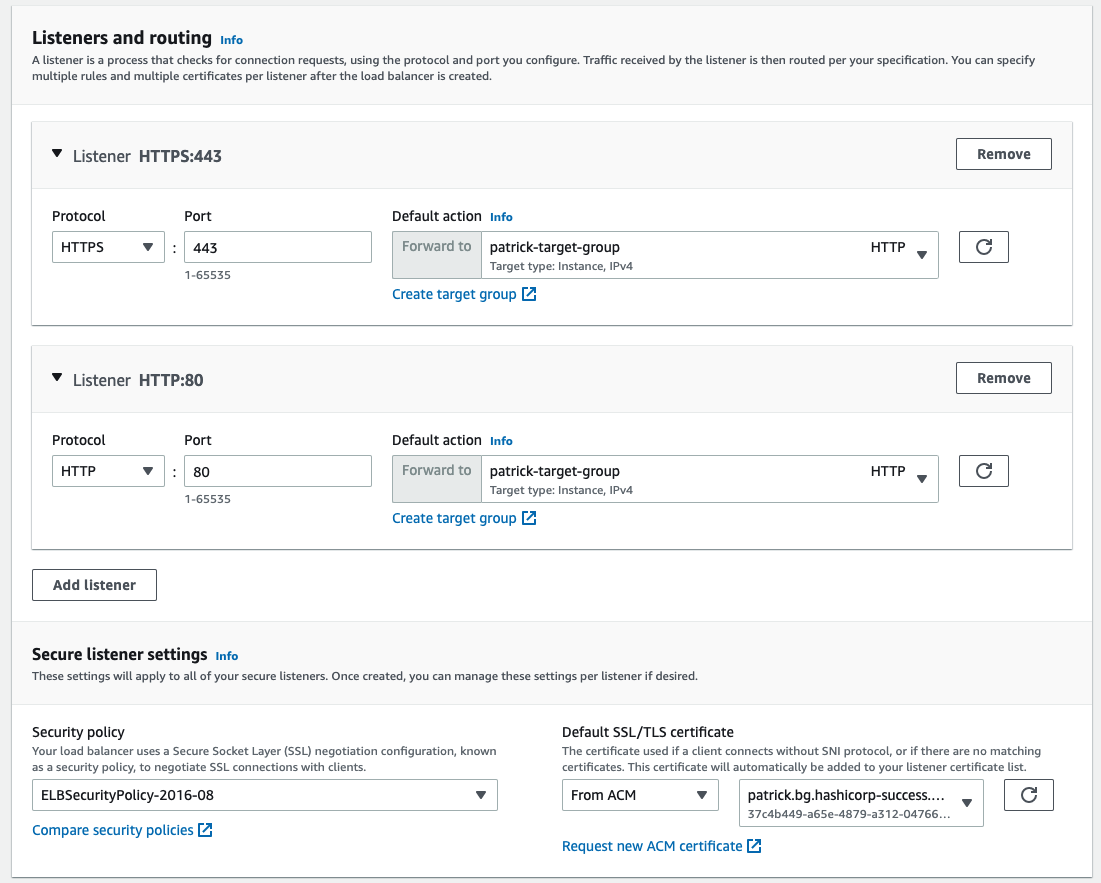 Listeners and routing Info
A listener is a process that checks for connection requests, using the protocol and port you configure. Traffic received by the listener is then routed per your specification. You can specify
multiple rules and multiple certificates per listener after the load balancer is created.
Listener HTTPS:443
Remove
Protocol
Port
Default action Info
HTTPS
:
443
Forward to
patrick-target-group
HTTP
Target type: Instance, IPv4
1-65535
Create target group
Listener HTTP:80
Remove
Protocol
Port
Default action Info
HTTP
:
80
Forward to
patrick-target-group
HTTP
Target type: Instance, IPv4
1-65535
Create target group
Add listener
Secure listener settings Info
These settings will apply to all of your secure listeners. Once created, you can manage these settings per listener if desired.
Security policy
Your load balancer uses a Secure Socket Layer (SSL) negotiation configuration, known
as a security policy, to negotiate SSL connections with clients.
ELBSecurityPolicy-2016-08
Compare security policies
Default SSL/TLS certificate
The certificate used if a client connects without SNI protocol, or if there are no matching
certificates. This certificate will automatically be added to your listener certificate list.
From ACM
patrick.bg.hashicorp-success....
37c4b449-a65e-4879-a312-04766...
Request new ACM certificate